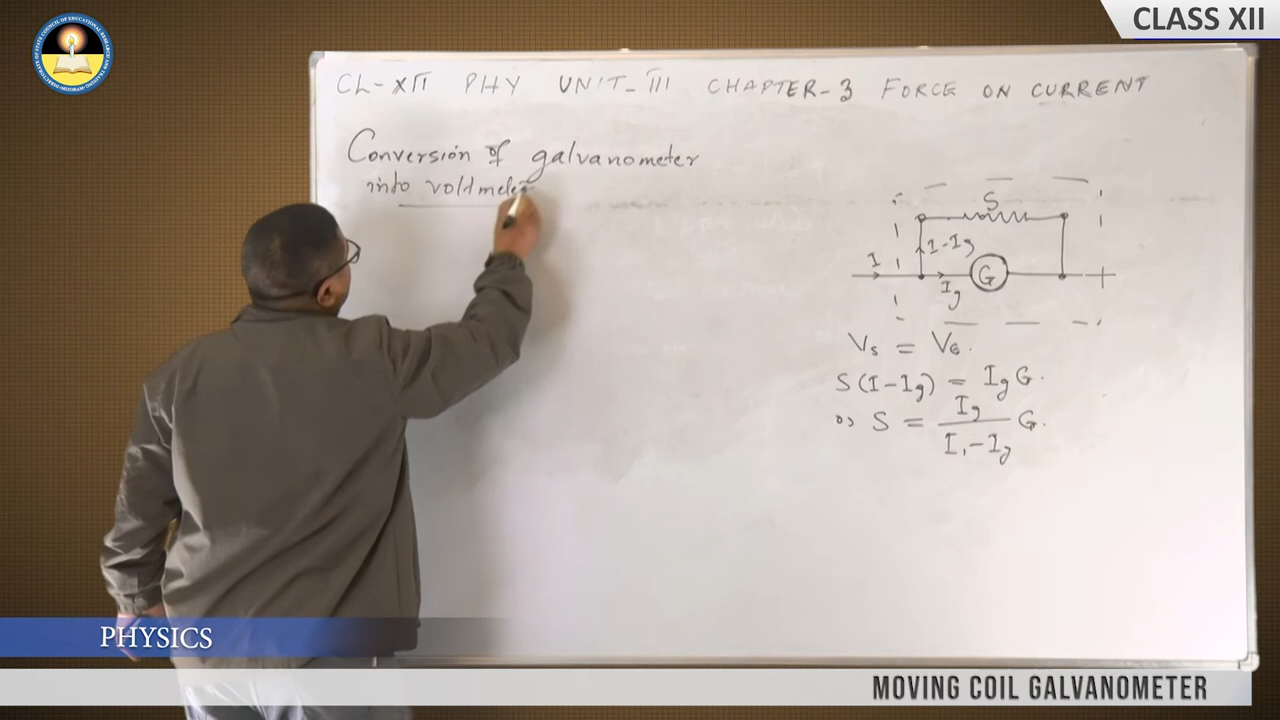 CLASS XII
CL-XII PHY UNIT-III CHAPTER-3 FORCE ON CURRENT
Conversion of galvanometer
into voltmeter
S
I
I-Ig
Ig
G
Vs = VG.
S(I-Ig) = IgG.
S = Ig/(I-Ig) G.
PHYSICS
MOVING COIL GALVANOMETER